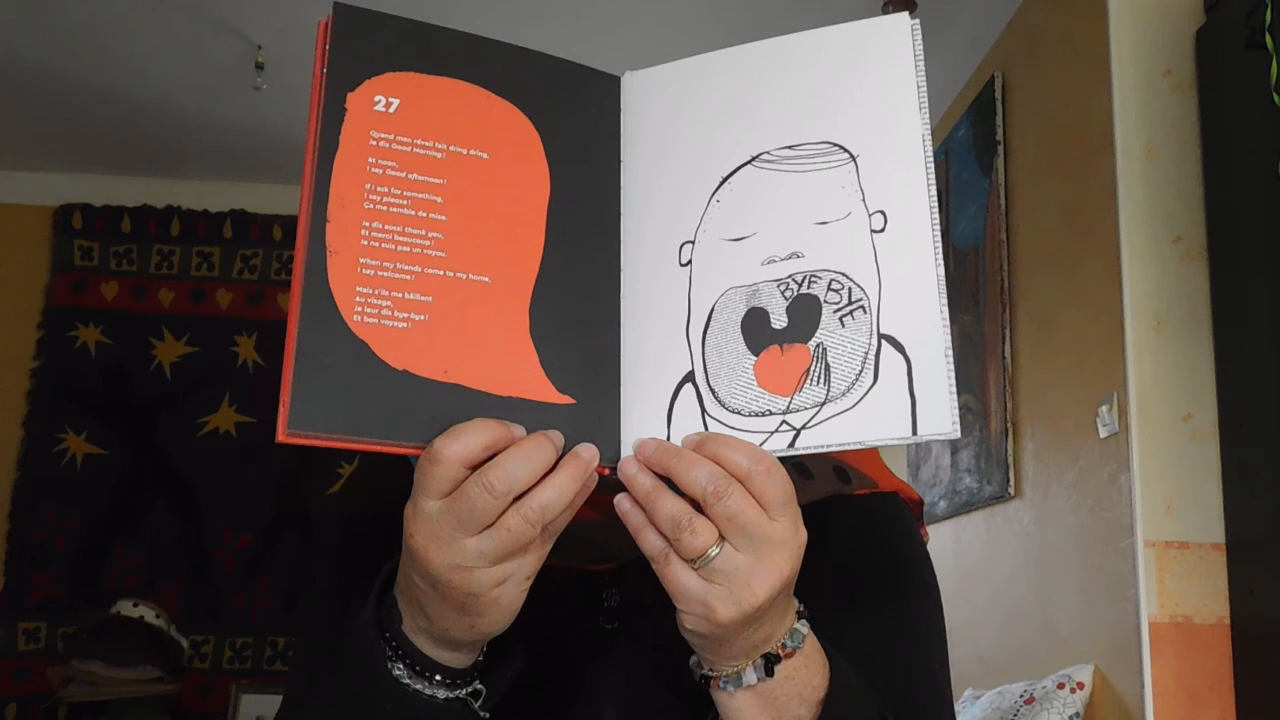 27
Quand mon réveil fait dring dring,
Je dis Good Morning !
At noon,
I say Good afternoon !
If I ask for something,
I say please !
Ça me semble de mise.
Je dis aussi thank you,
Et merci beaucoup !
Je ne suis pas un voyou.
When my friends come to my home,
I say welcome !
Mais s'ils me bâillent
Au visage,
Je leur dis bye-bye !
Et bon voyage !
BYE BYE